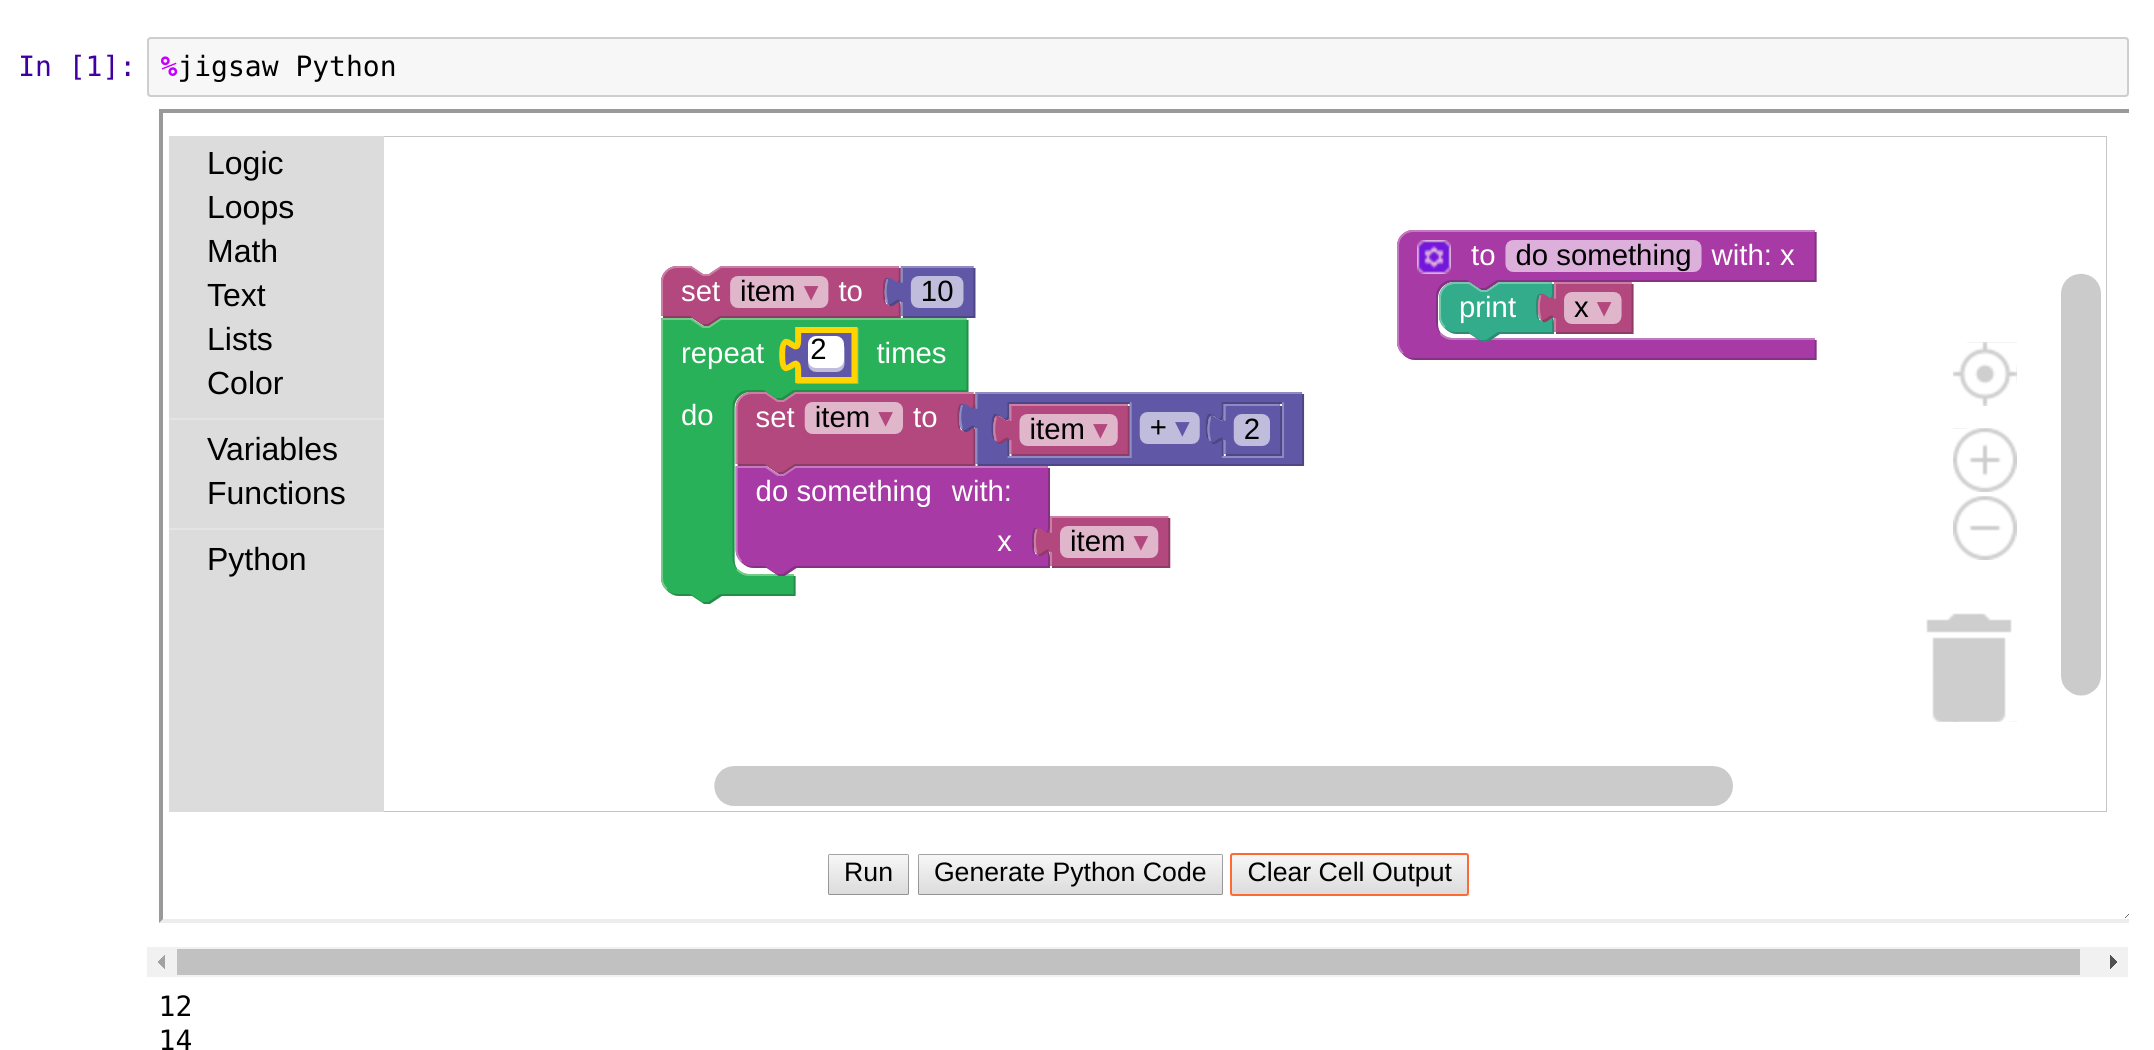 In [1]: %jigsaw Python
Logic
Loops
Math
Text
Lists
Color
Variables
Functions
Python
set item ▾ to 10
repeat 2 times
do set item ▾ to item ▾ + ▾ 2
do something with:
x item ▾
to do something with: x
print x ▾
Run Generate Python Code Clear Cell Output
12
14